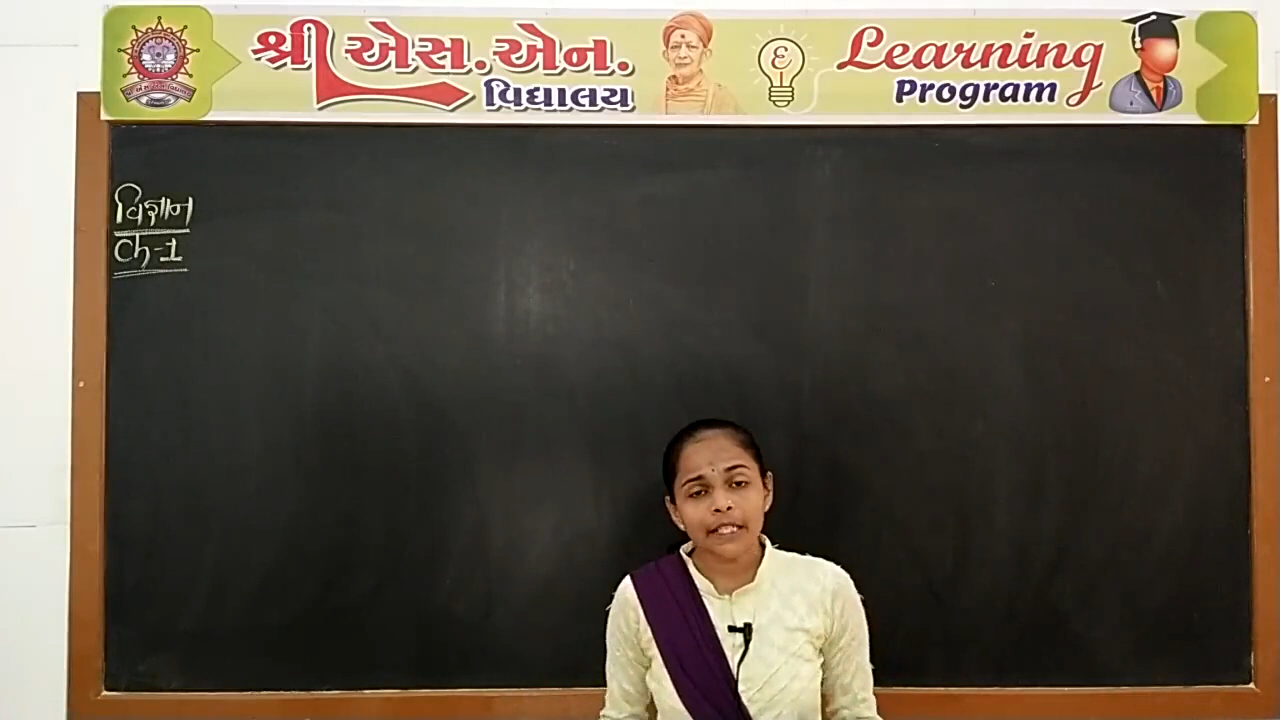 શ્રી એસ.એન.
વિદ્યાલય
Learning
Program
વિજ્ઞાન
Ch-1